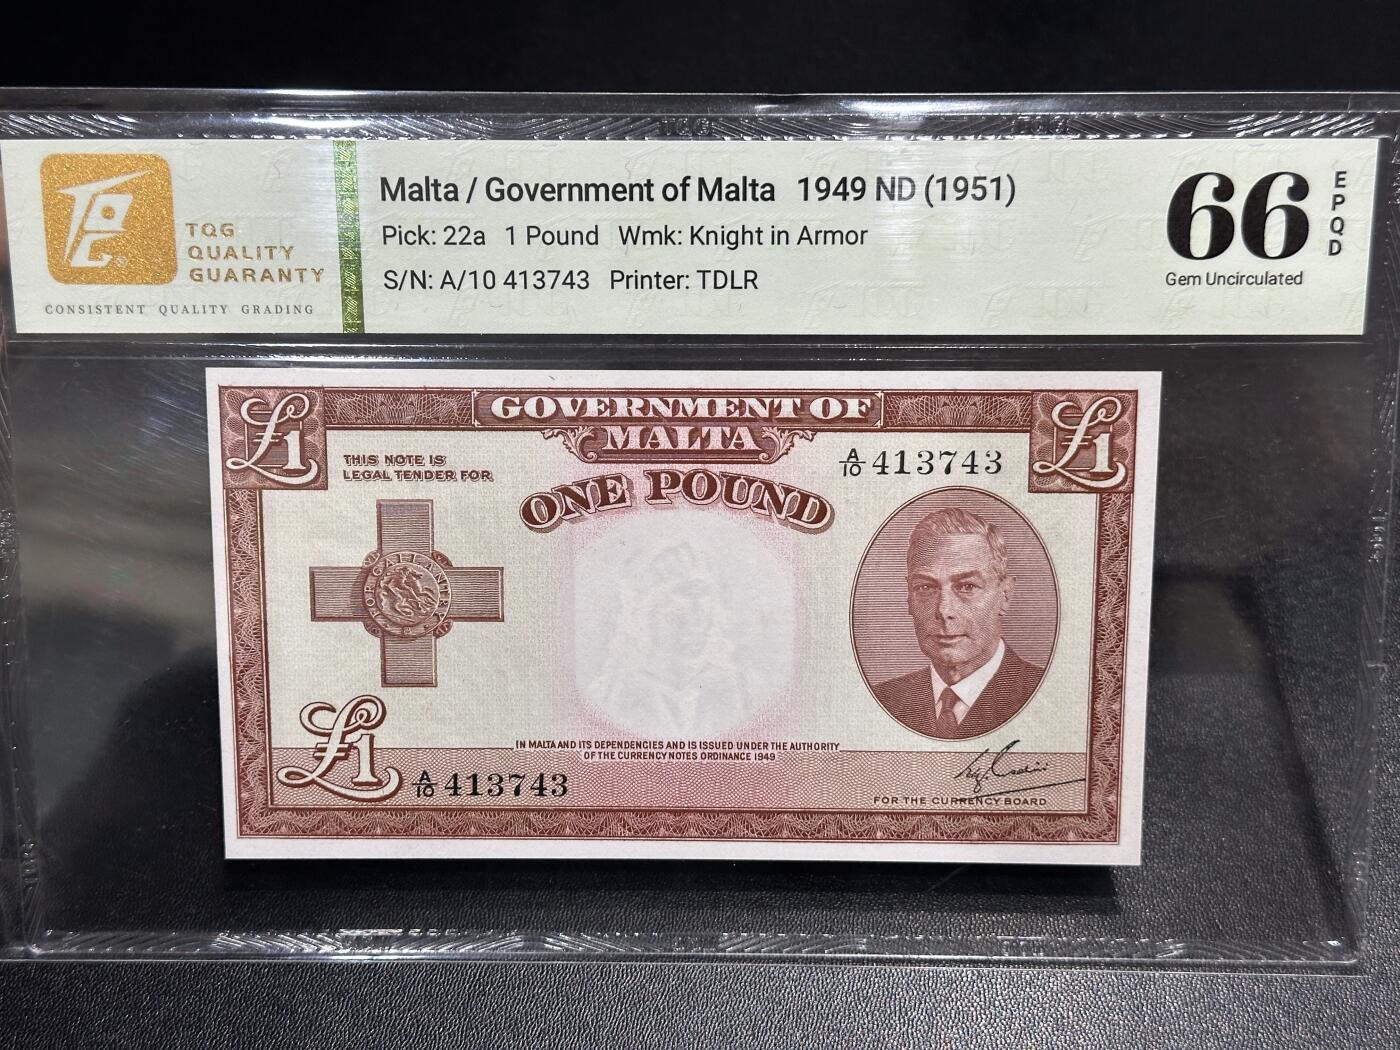 TQG
QUALITY
GUARANTY
CONSISTENT QUALITY GRADING
Malta / Government of Malta 1949 ND (1951)
Pick: 22a 1 Pound Wmk: Knight in Armor
S/N: A/10 413743 Printer: TDLR
66
EPQD
Gem Uncirculated
£1
GOVERNMENT OF
MALTA
£1
THIS NOTE IS
LEGAL TENDER FOR
ONE POUND
A/10 413743
FOR GALLANTRY
IN MALTA AND ITS DEPENDENCIES AND IS ISSUED UNDER THE AUTHORITY
OF THE CURRENCY NOTES ORDINANCE 1949
£1
A/10 413743
FOR THE CURRENCY BOARD